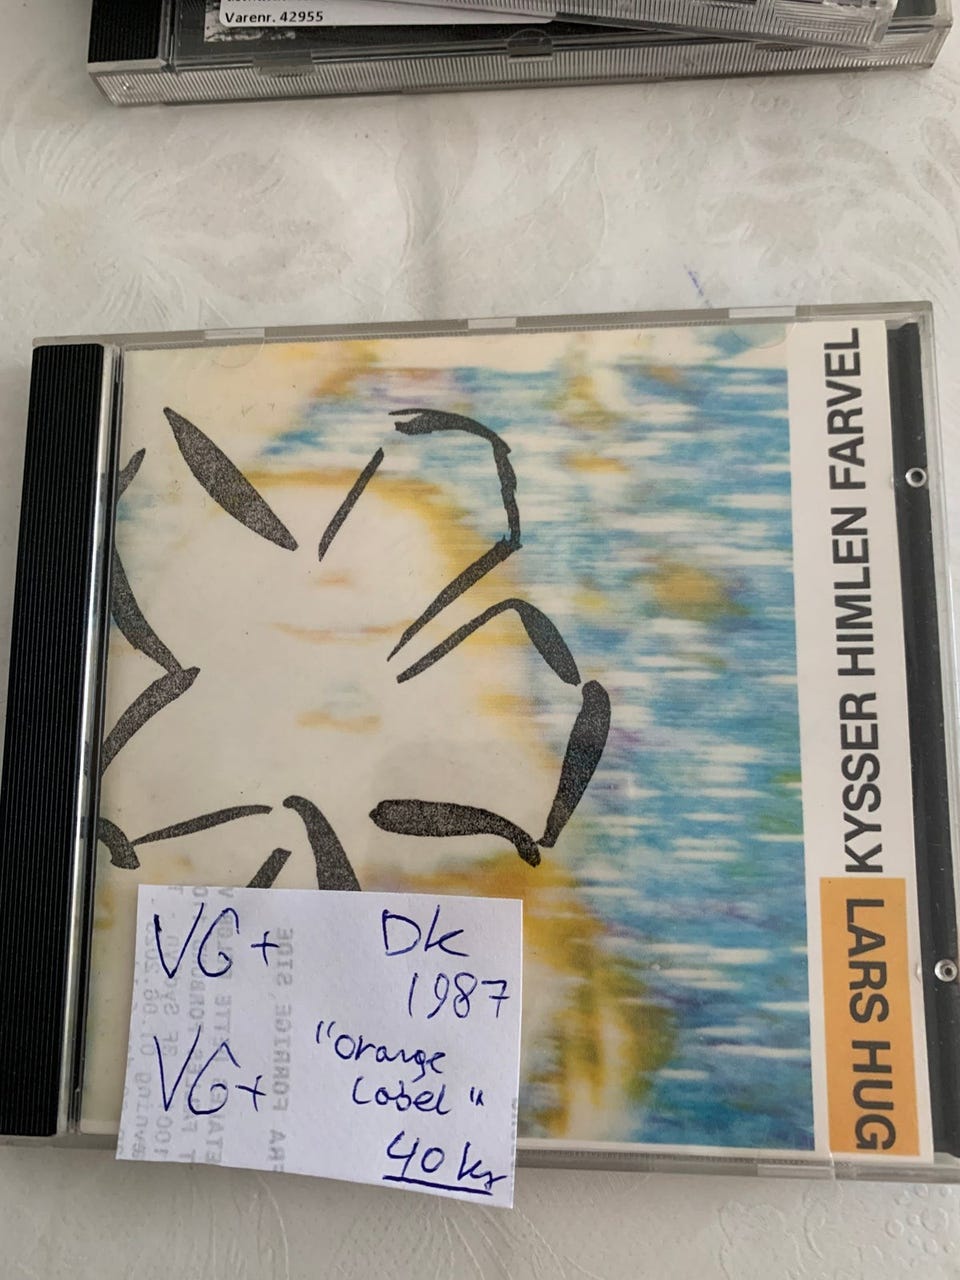 Varenr. 42955
LARS HUG KYSSER HIMLEN FARVEL
VG+ DK
1987
VG+ "Orange
Label"
40 kr